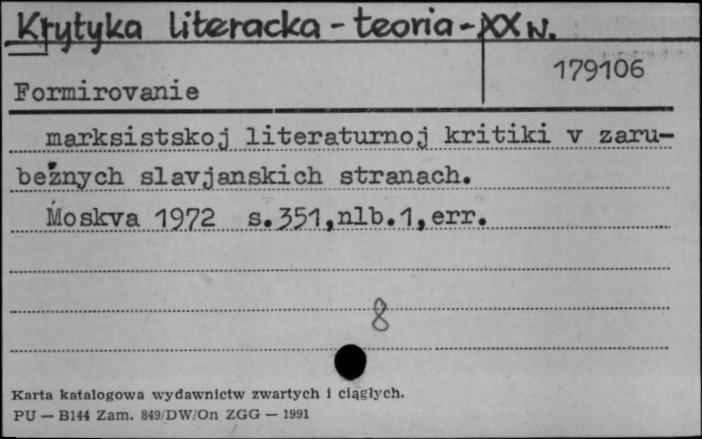 Krytyka literacka - teoria - XX w.
179106
Formirovanie
marksistskoj literaturnoj kritiki v zaru-
bežnych slavjanskich stranach.
Moskva 1972 s.351,nlb.1,err.
8
Karta katalogowa wydawnictw zwartych i ciągłych.
PU — B144 Zam. 849/DW/On ZGG — 1991